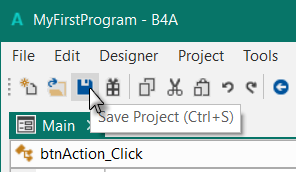 MyFirstProgram - B4A
File Edit Designer Project Tools
Save Project (Ctrl+S)
Main
btnAction_Click